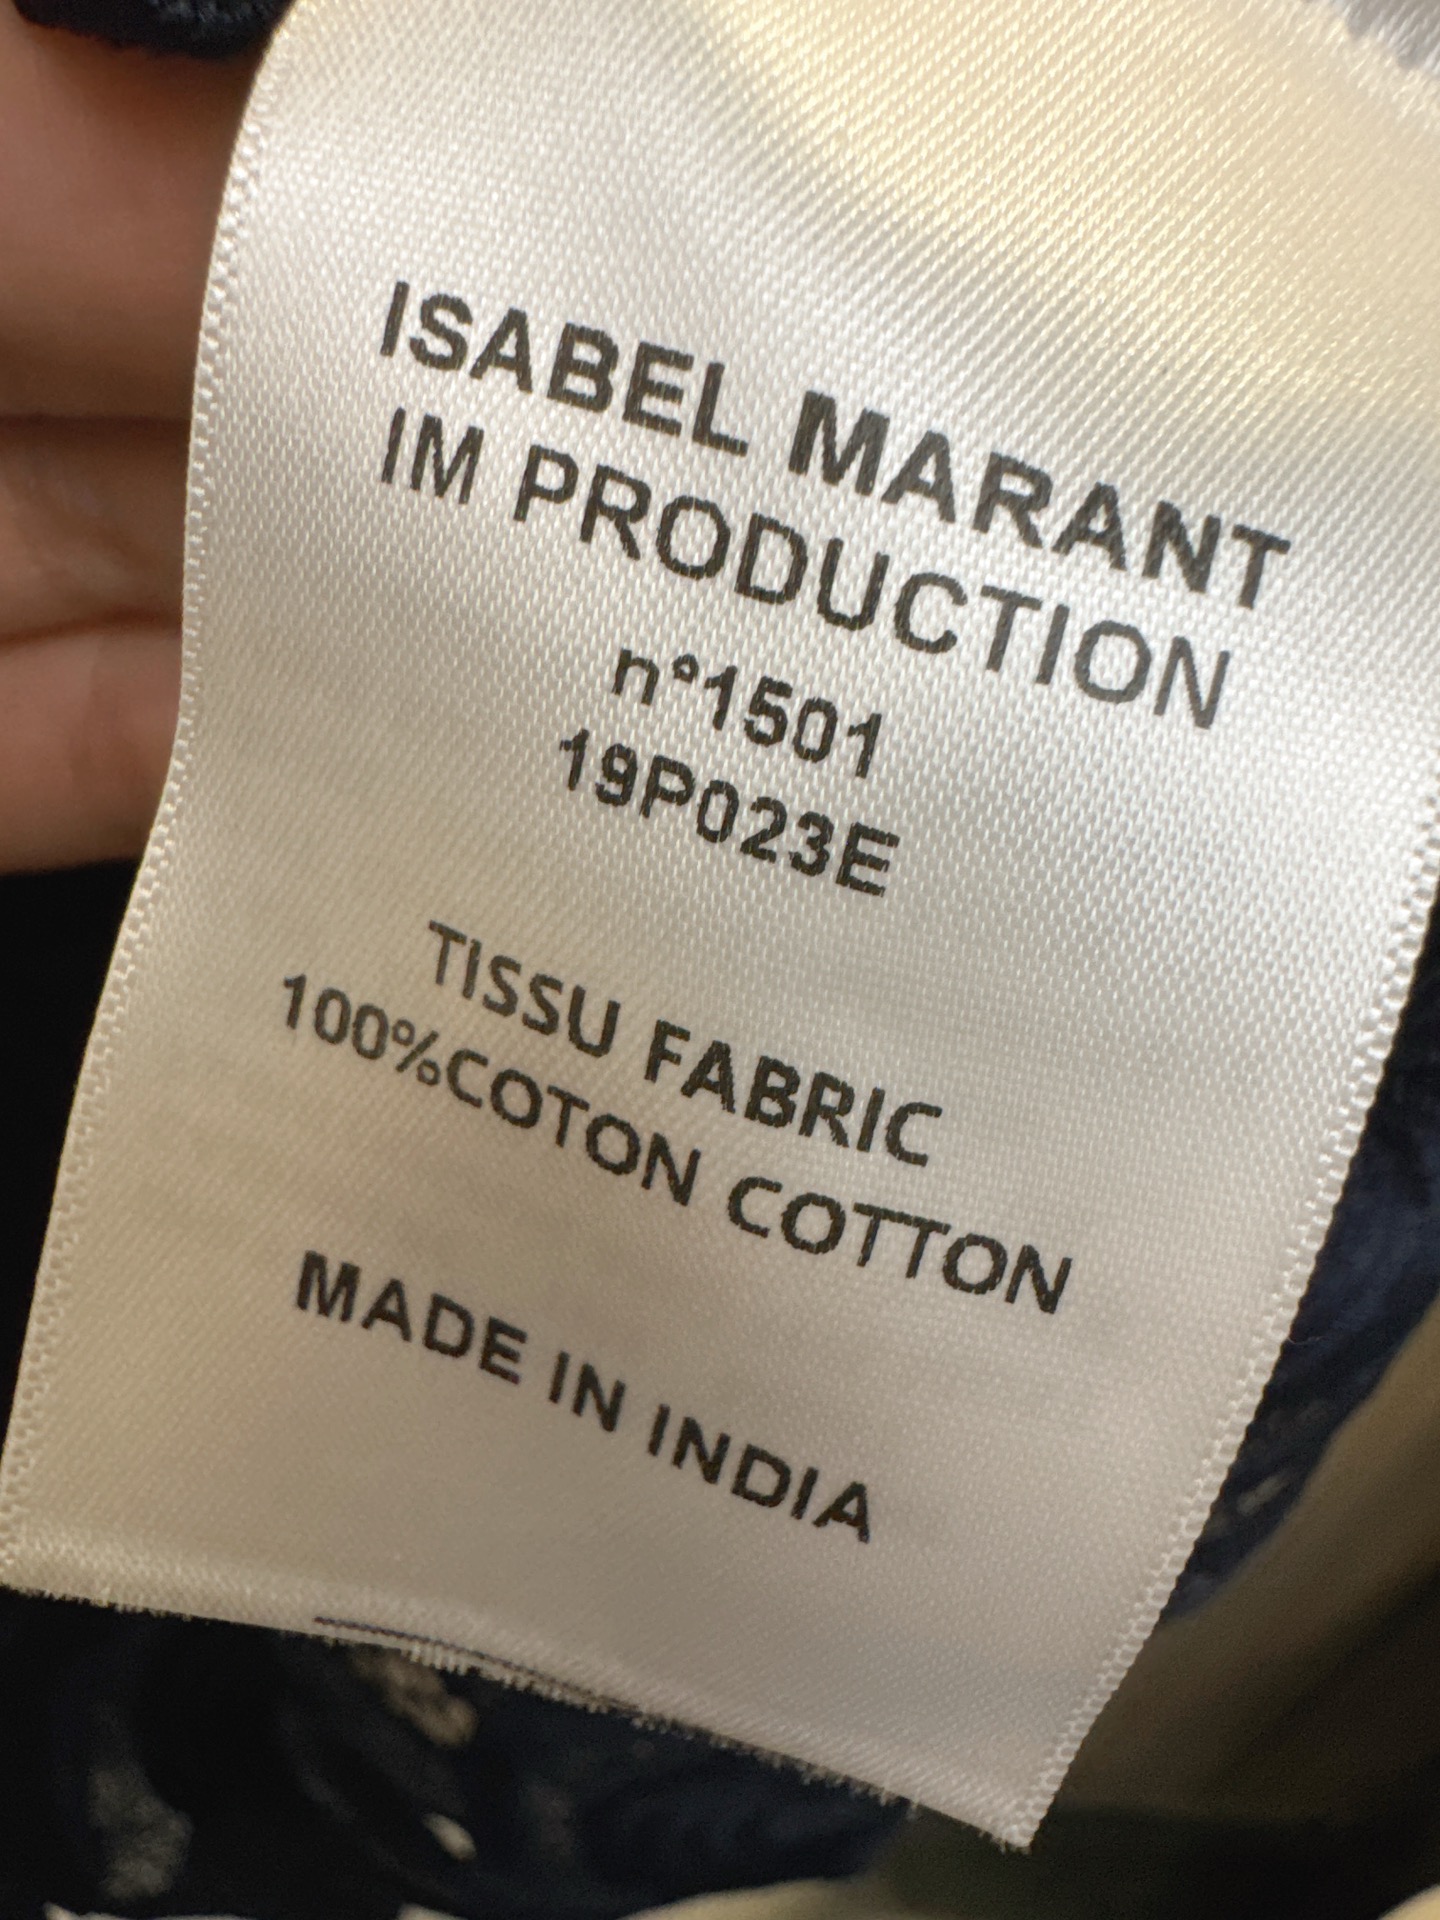 ISABEL MARANT
IM PRODUCTION
n°1501
19P023E
TISSU FABRIC
100%COTON COTTON
MADE IN INDIA